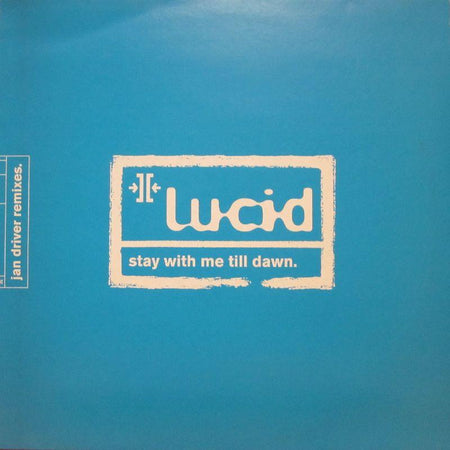 lucid
stay with me till dawn.
jan driver remixes.